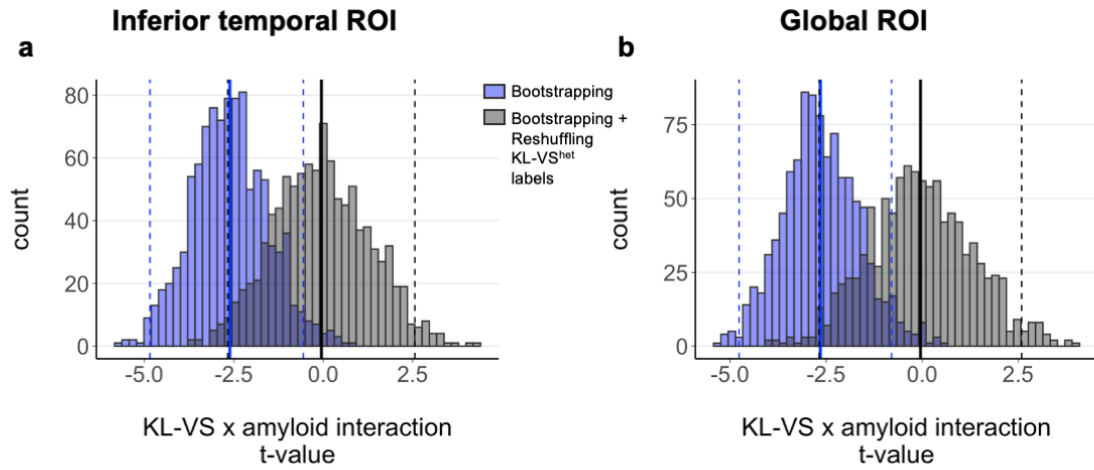 Inferior temporal ROI
Global ROI
a
b
80
60
40
20
0
count
-5.0
-2.5
0.0
2.5
KL-VS x amyloid interaction
t-value
Bootstrapping
Bootstrapping +
Reshuffling
KL-VShet
labels
75
50
25
0
count
-5.0
-2.5
0.0
2.5
KL-VS x amyloid interaction
t-value